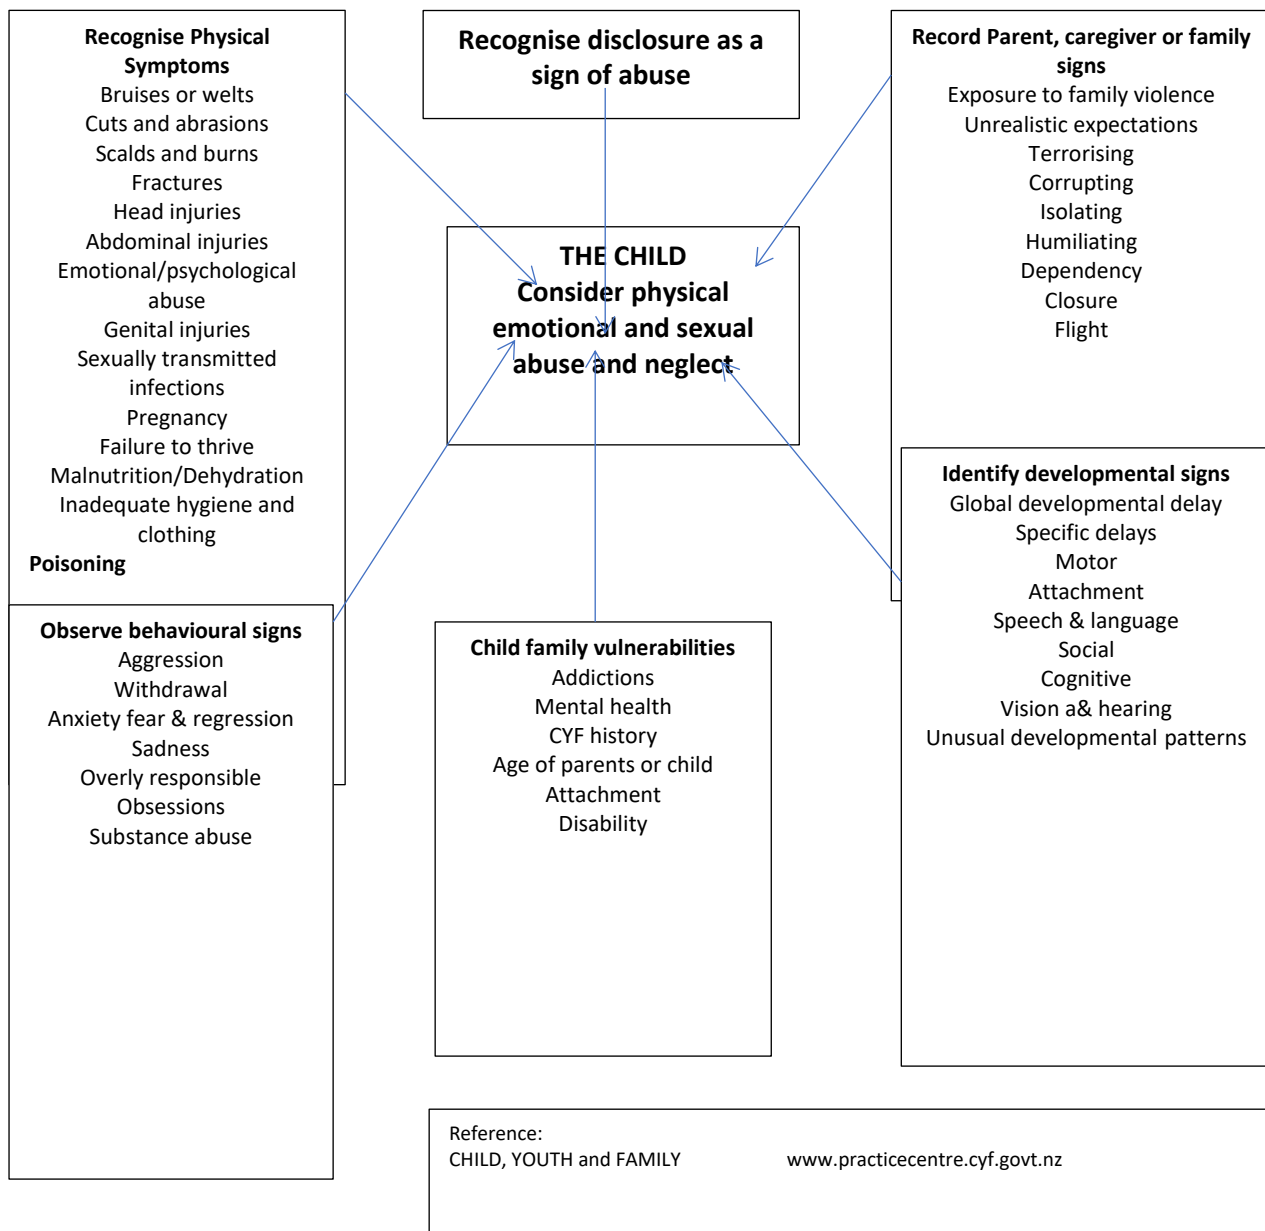 Recognise Physical
Symptoms
Bruises or welts
Cuts and abrasions
Scalds and burns
Fractures
Head injuries
Abdominal injuries
Emotional/psychological
abuse
Genital injuries
Sexually transmitted
infections
Pregnancy
Failure to thrive
Malnutrition/Dehydration
Inadequate hygiene and
clothing
Poisoning
Recognise disclosure as a
sign of abuse
Record Parent, caregiver or family
signs
Exposure to family violence
Unrealistic expectations
Terrorising
Corrupting
Isolating
Humiliating
Dependency
Closure
Flight
THE CHILD
Consider physical
emotional and sexual
abuse and neglect
Observe behavioural signs
Aggression
Withdrawal
Anxiety fear & regression
Sadness
Overly responsible
Obsessions
Substance abuse
Child family vulnerabilities
Addictions
Mental health
CYF history
Age of parents or child
Attachment
Disability
Identify developmental signs
Global developmental delay
Specific delays
Motor
Attachment
Speech & language
Social
Cognitive
Vision a& hearing
Unusual developmental patterns
Reference:
CHILD, YOUTH and FAMILY www.practicecentre.cyf.govt.nz